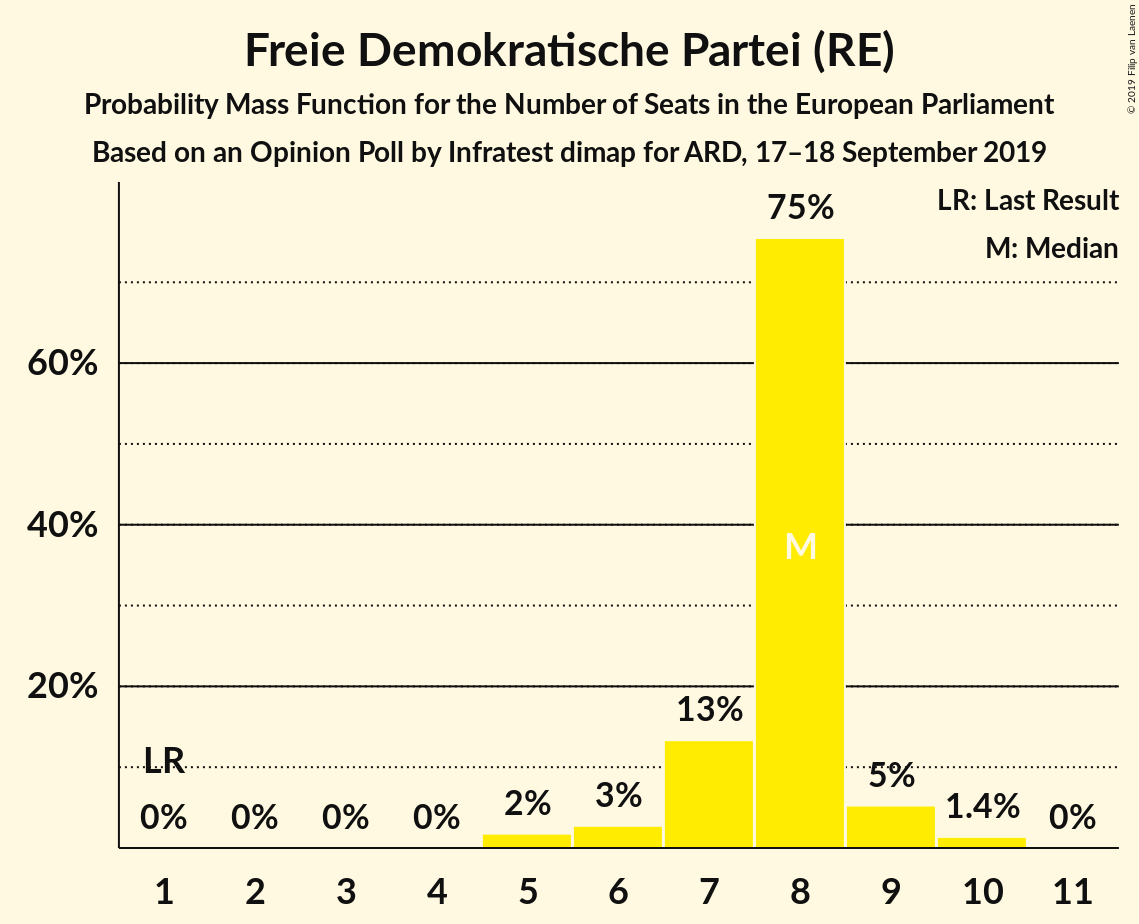 Freie Demokratische Partei (RE)
Probability Mass Function for the Number of Seats in the European Parliament
Based on an Opinion Poll by Infratest dimap for ARD, 17–18 September 2019
© 2019 Filip van Laenen
LR: Last Result
M: Median
75%
60%
40%
M
20%
13%
LR
5%
0% 0% 0% 0% 2% 3% 1.4% 0%
1 2 3 4 5 6 7 8 9 10 11